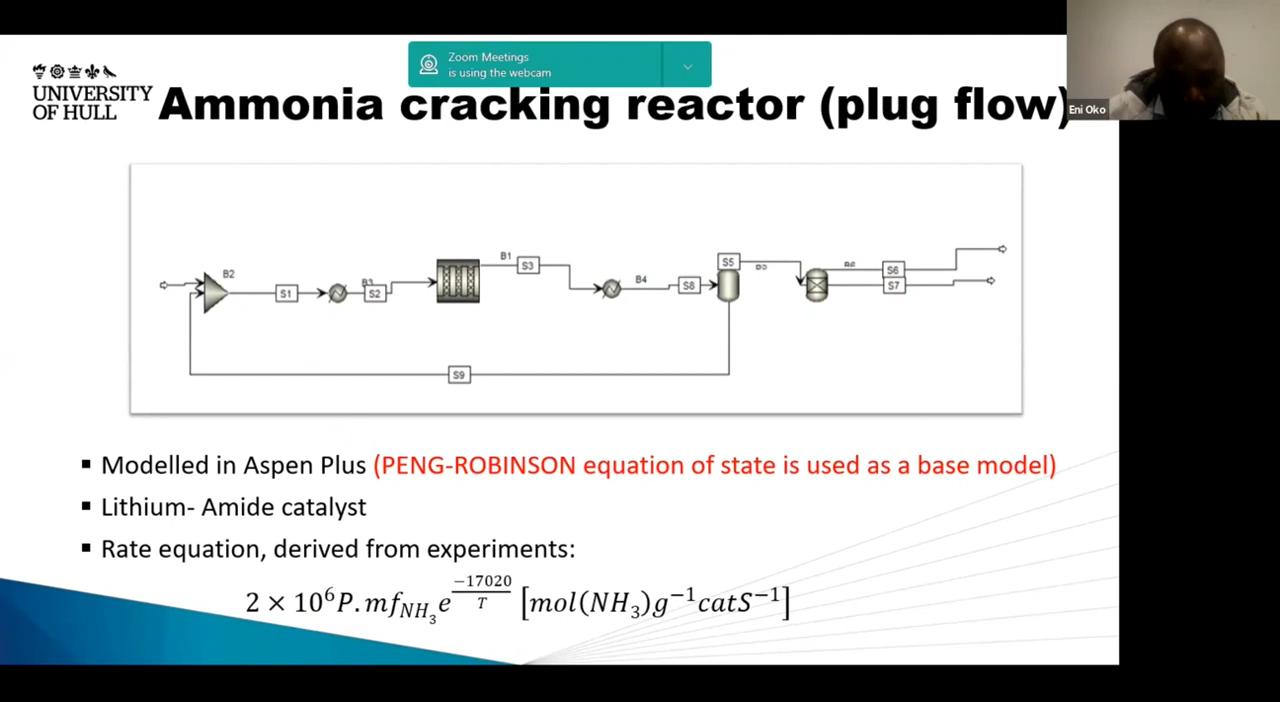 Zoom Meetings
is using the webcam
UNIVERSITY
OF HULL
Ammonia cracking reactor (plug flow)
Eni Oko
B2
S1
B3
S2
B1
S3
B4
S8
S5
S6
S7
S9
▪ Modelled in Aspen Plus (PENG-ROBINSON equation of state is used as a base model)
▪ Lithium- Amide catalyst
▪ Rate equation, derived from experiments:
2 × 10⁶P.mf_NH₃ e^(−17020/T) [mol(NH₃)g⁻¹catS⁻¹]